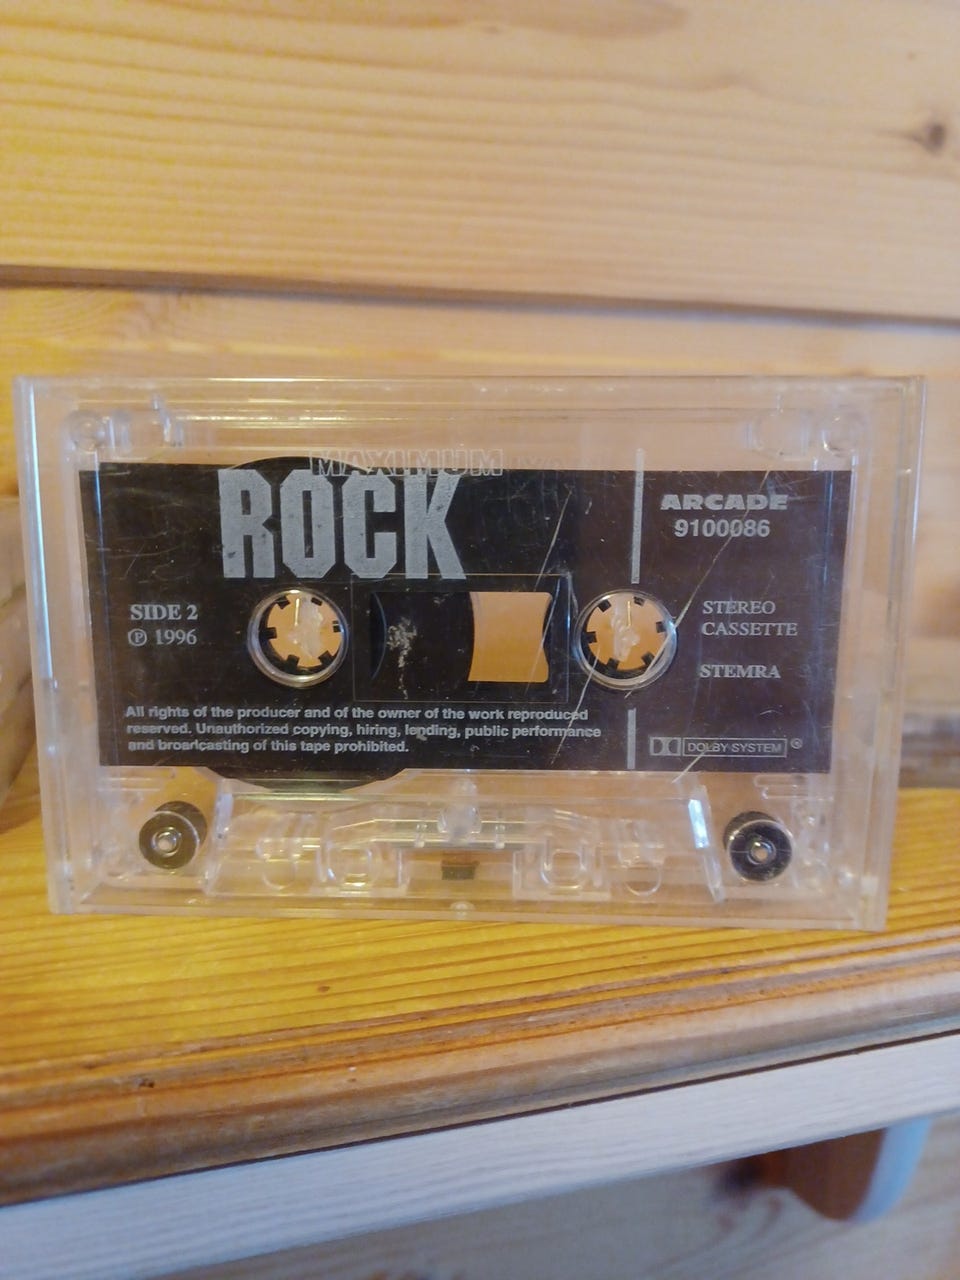 MAXIMUM
ROCK
ARCADE
9100086
SIDE 2
℗ 1996
STEREO
CASSETTE
STEMRA
All rights of the producer and of the owner of the work reproduced
reserved. Unauthorized copying, hiring, lending, public performance
and broadcasting of this tape prohibited.
DOLBY SYSTEM ®